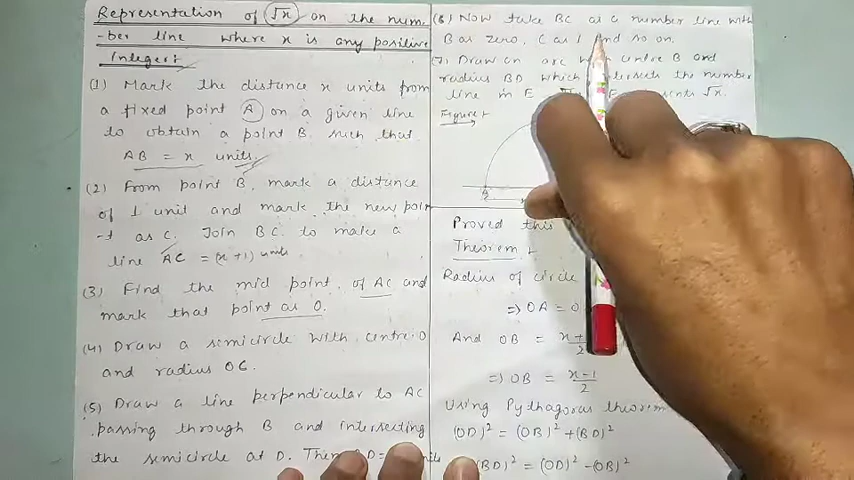 Representation of √x on the num-
-ber line where x is any positive
Integer:
(1) Mark the distance x units from
a fixed point A on a given line
to obtain a point B such that
AB = x units.
(2) From point B, mark a distance
of 1 unit and mark the new poin
-t as C. Join BC to make a
line AC = (x+1) units
(3) Find the mid point of AC and
mark that point as O.
(4) Draw a semicircle with centre O
and radius OC.
(5) Draw a line perpendicular to AC
passing through B and intersecting
the semicircle at D. Then
(6) Now take BC as a number line with
B as zero, C as 1 and so on.
(7) Draw an arc centre B and
radius BD which the number
line in E √x.
Figure:
A
Proved this
Theorem
Radius of circle
⇒ OA = O
And OB =
⇒ OB = x-1/2
Using Pythagoras theorem
(OD)² = (OB)² + (BD)²
(BD)² = (OD)² - (OB)²